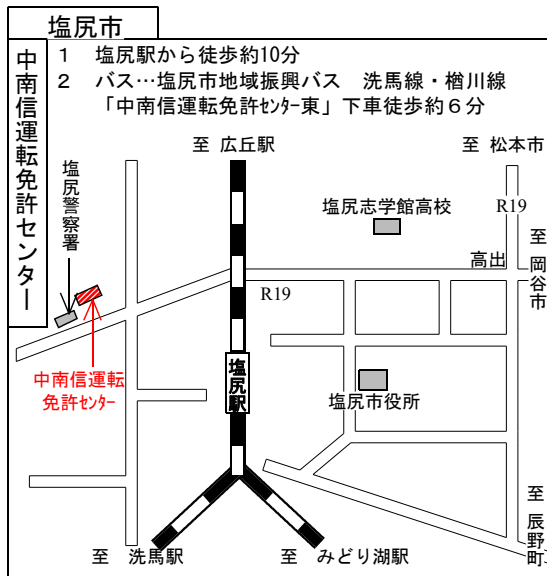 塩尻市
中南信運転免許センター
1 塩尻駅から徒歩約10分
2 バス…塩尻市地域振興バス 洗馬線・楢川線
「中南信運転免許ｾﾝﾀｰ東」下車徒歩約６分
至 広丘駅
至 松本市
塩尻警察署
塩尻志学館高校
R19
至 岡谷市
高出
R19
塩尻駅
中南信運転
免許ｾﾝﾀｰ
塩尻市役所
至 辰野町
至 洗馬駅
至 みどり湖駅